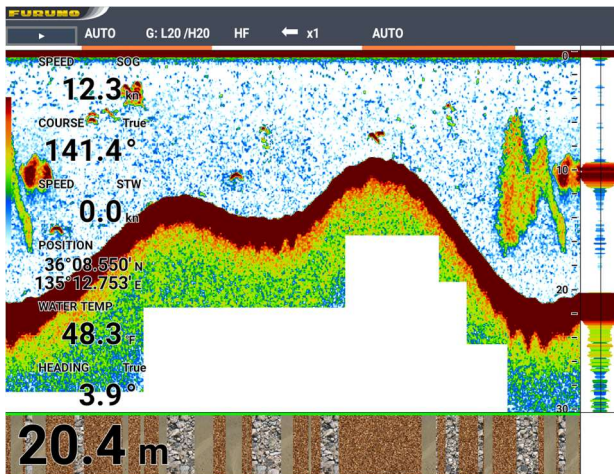 FURUNO
AUTO G: L20 /H20 HF x1 AUTO
SPEED SOG
12.3 kn
COURSE True
141.4°
SPEED STW
0.0 kn
POSITION
36°08.550' N
135°12.753' E
WATER TEMP
48.3 °F
HEADING True
3.9°
0
10
20
30
20.4 m